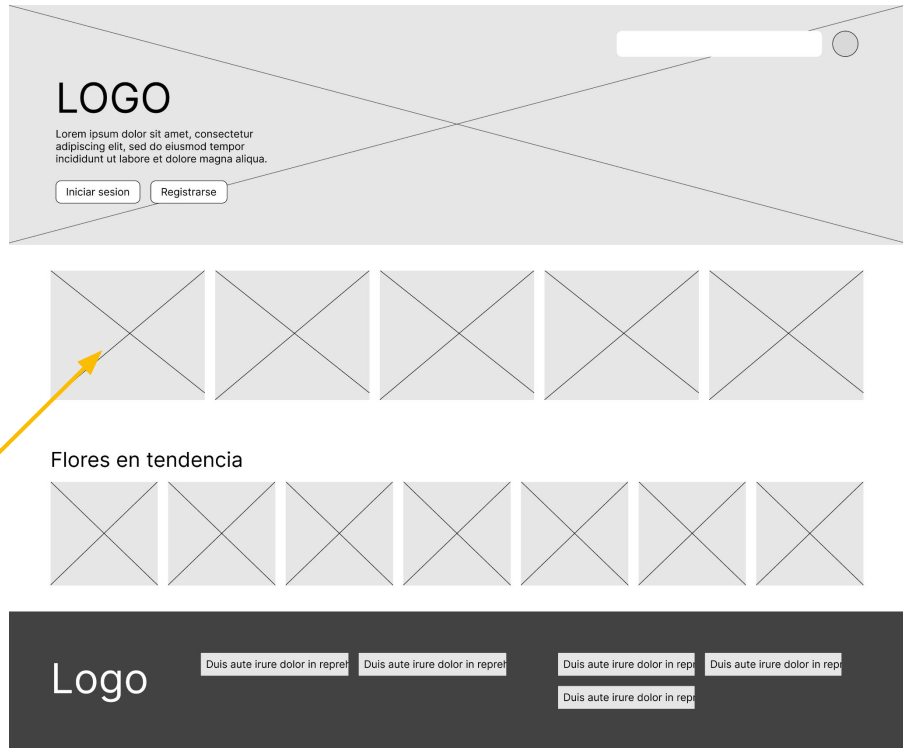 LOGO
Lorem ipsum dolor sit amet, consectetur
adipiscing elit, sed do eiusmod tempor
incididunt ut labore et dolore magna aliqua.
Iniciar sesion
Registrarse
Flores en tendencia
Logo
Duis aute irure dolor in repreh
Duis aute irure dolor in repreh
Duis aute irure dolor in repr
Duis aute irure dolor in repr
Duis aute irure dolor in repr